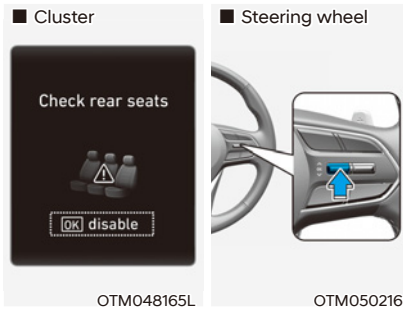 ■ Cluster
■ Steering wheel
Check rear seats
OK disable
OTM048165L
OTM050216